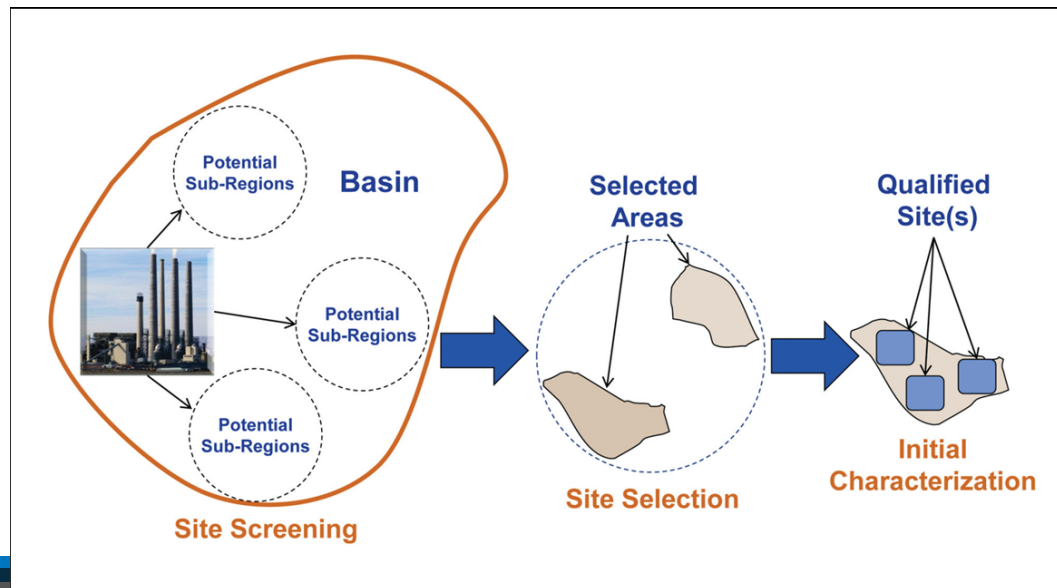 Potential
Sub-Regions
Basin
Potential
Sub-Regions
Potential
Sub-Regions
Site Screening
Selected
Areas
Site Selection
Qualified
Site(s)
Initial
Characterization